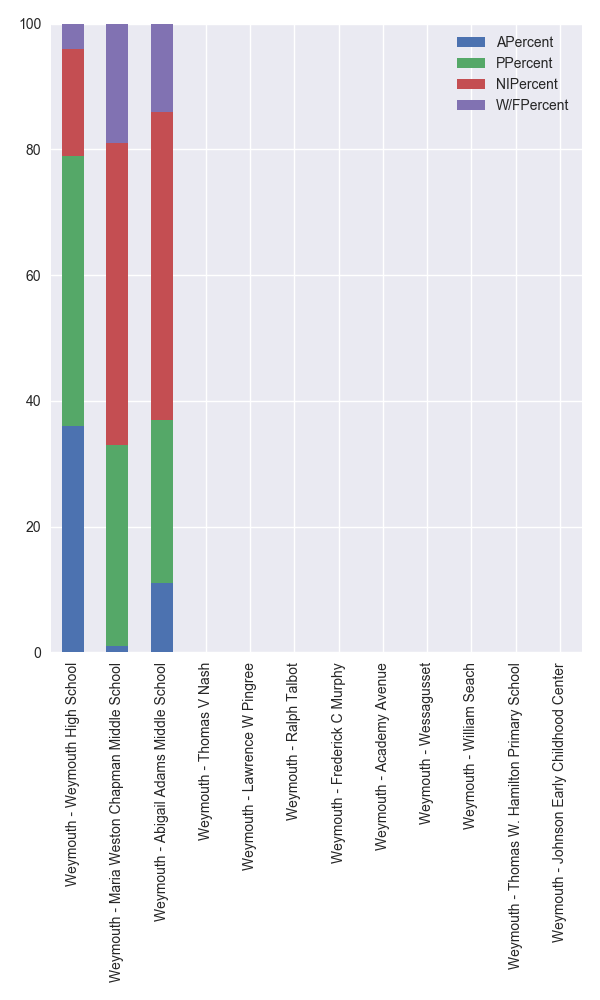 100
80
60
40
20
0
APercent
PPercent
NIPercent
W/FPercent
Weymouth - Weymouth High School
Weymouth - Maria Weston Chapman Middle School
Weymouth - Abigail Adams Middle School
Weymouth - Thomas V Nash
Weymouth - Lawrence W Pingree
Weymouth - Ralph Talbot
Weymouth - Frederick C Murphy
Weymouth - Academy Avenue
Weymouth - Wessagusset
Weymouth - William Seach
Weymouth - Thomas W. Hamilton Primary School
Weymouth - Johnson Early Childhood Center